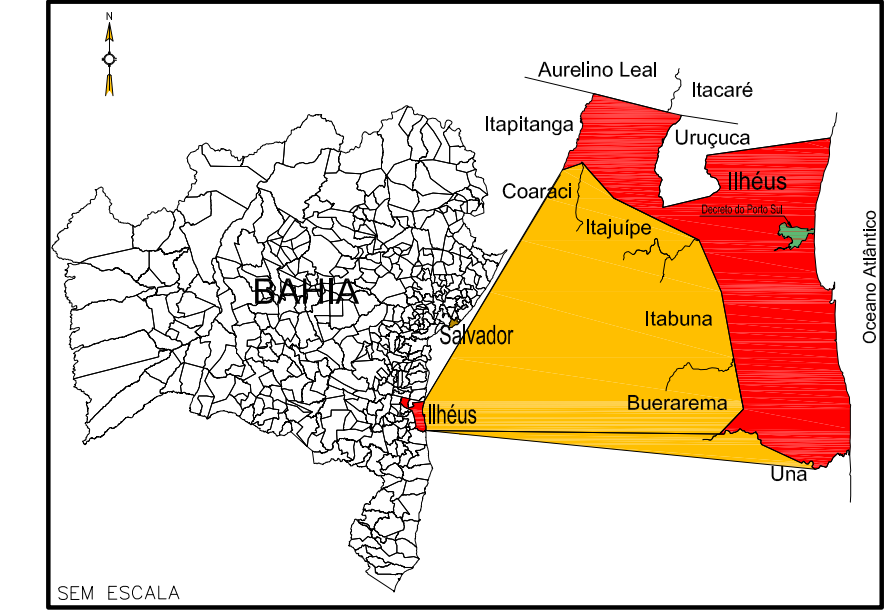 N
Aurelino Leal
Itacaré
Itapitanga
Uruçuca
Coaraci
Ilhéus
Decreto do Porto Sul
Itajuípe
Oceano Atlântico
BAHIA
Itabuna
Salvador
Buerarema
Ilhéus
Una
SEM ESCALA